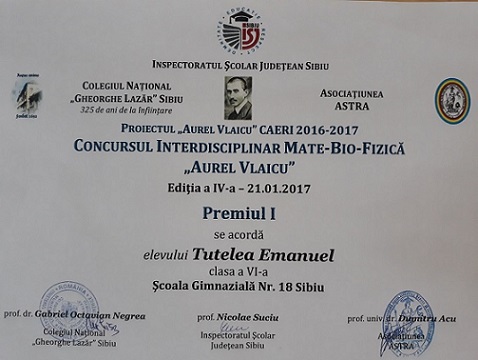 INSPECTORATUL ȘCOLAR JUDEȚEAN SIBIU
COLEGIUL NAȚIONAL
„GHEORGHE LAZĂR” SIBIU
325 de ani de la înființare
ASOCIAȚIUNEA
ASTRA
PROIECTUL „AUREL VLAICU” CAERI 2016-2017
CONCURSUL INTERDISCIPLINAR MATE-BIO-FIZICĂ
„AUREL VLAICU”
Ediția a IV-a – 21.01.2017
Premiul I
se acordă
elevului Tutelea Emanuel
clasa a VI-a
Școala Gimnazială Nr. 18 Sibiu
prof. dr. Gabriel Octavian Negrea
Colegiul Național
„Gheorghe Lazăr” Sibiu
prof. Nicolae Suciu
Inspectoratul Școlar
Județean Sibiu
prof. univ. dr. Dumitru Acu
Asociațiunea
ASTRA